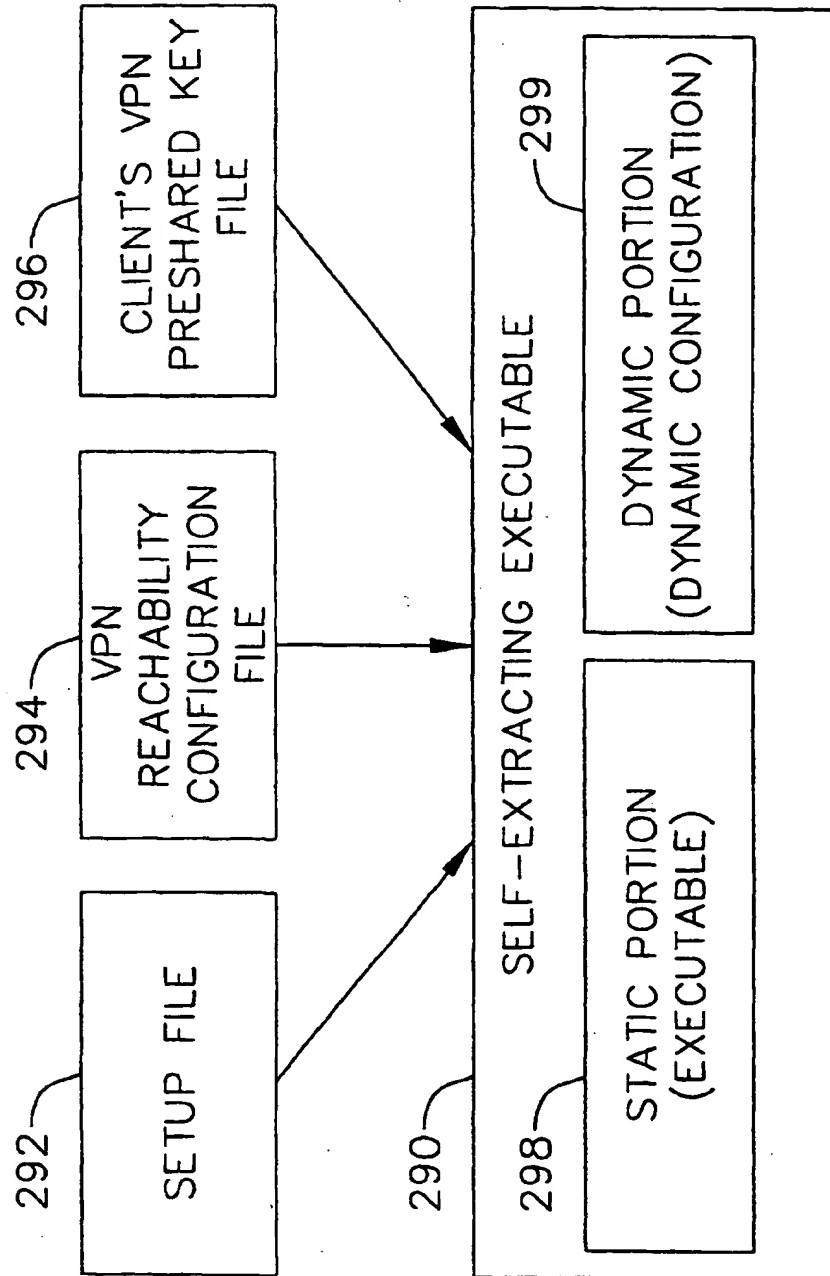 292
SETUP FILE
294
VPN
REACHABILITY
CONFIGURATION
FILE
296
CLIENT'S VPN
PRESHARED KEY
FILE
290
SELF-EXTRACTING EXECUTABLE
298
STATIC PORTION
(EXECUTABLE)
299
DYNAMIC PORTION
(DYNAMIC CONFIGURATION)